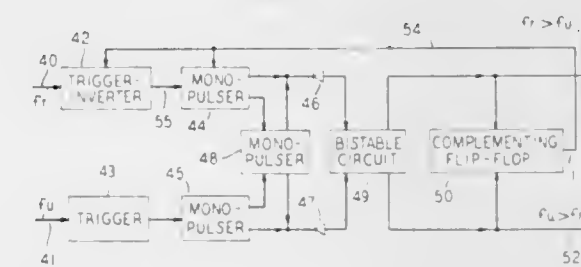 54
fr > fu
42
40
fr
TRIGGER-
INVERTER
55
MONO-
PULSER
44
46
MONO-
PULSER
48
BISTABLE
CIRCUIT
49
COMPLEMENTING
FLIP-FLOP
50
43
fu
41
TRIGGER
45
MONO-
PULSER
47
fu > fr
52